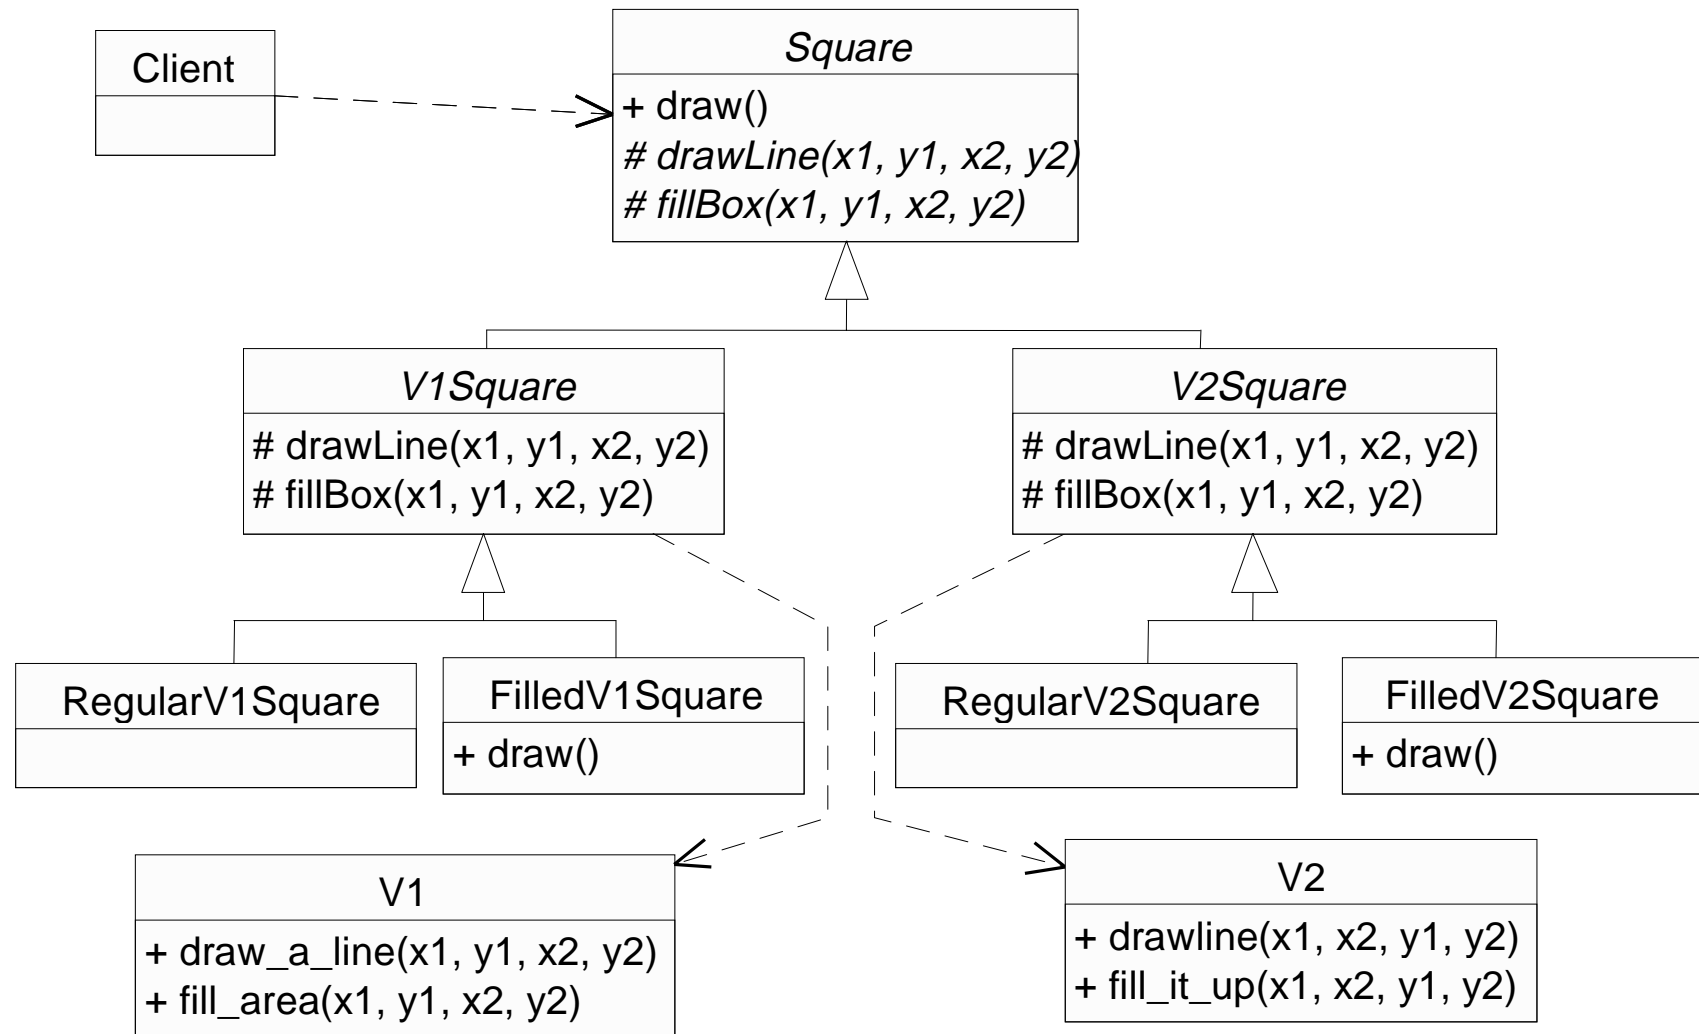 Client
Square
+ draw()
# drawLine(x1, y1, x2, y2)
# fillBox(x1, y1, x2, y2)
V1Square
# drawLine(x1, y1, x2, y2)
# fillBox(x1, y1, x2, y2)
V2Square
# drawLine(x1, y1, x2, y2)
# fillBox(x1, y1, x2, y2)
RegularV1Square
FilledV1Square
+ draw()
RegularV2Square
FilledV2Square
+ draw()
V1
+ draw_a_line(x1, y1, x2, y2)
+ fill_area(x1, y1, x2, y2)
V2
+ drawline(x1, x2, y1, y2)
+ fill_it_up(x1, x2, y1, y2)